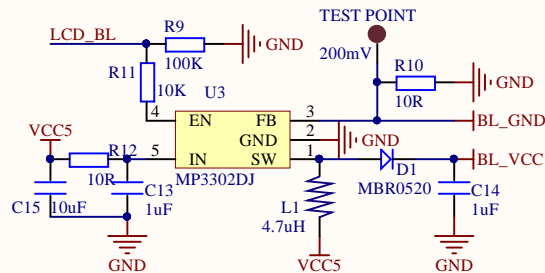 TEST POINT
LCD_BL
R9
GND
200mV
100K
R11
R10
GND
10K
U3
10R
4
EN
FB
3
BL_GND
GND
2
GND
VCC5
R12
5
IN
SW
1
BL_VCC
10R
C13
MP3302DJ
D1
MBR0520
C14
C15
10uF
1uF
L1
4.7uH
1uF
GND
VCC5
GND